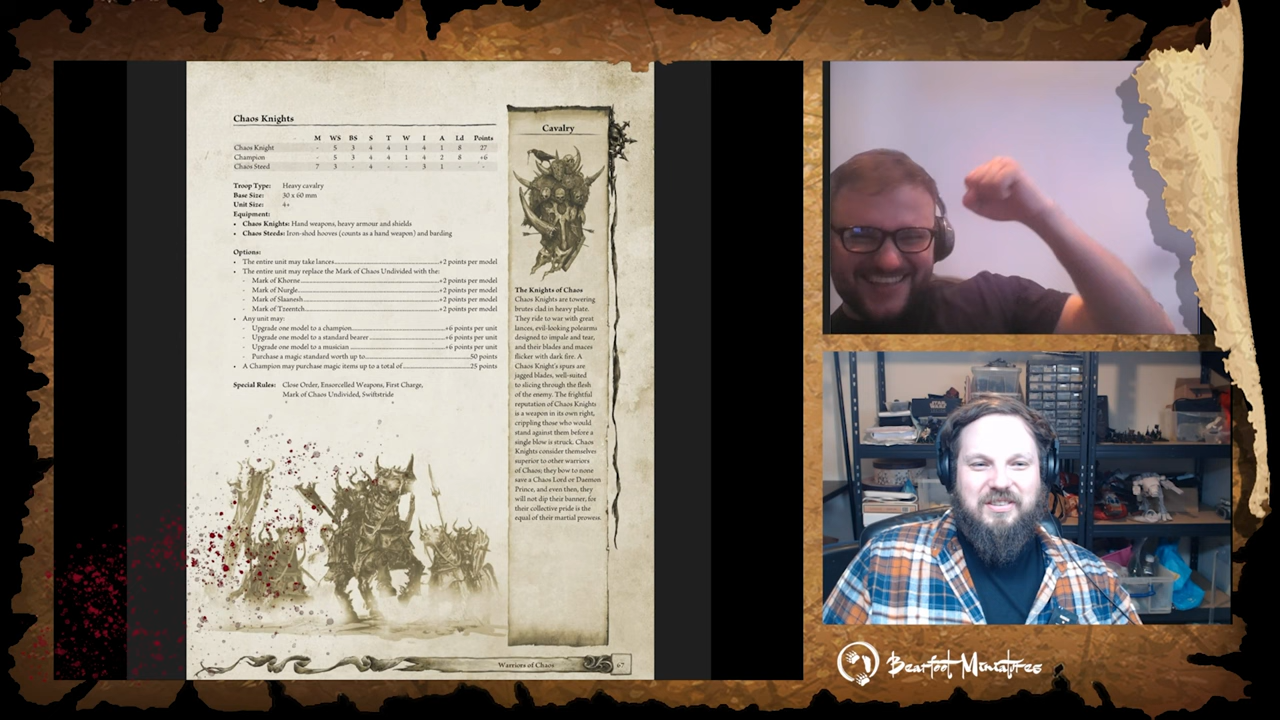 Chaos Knights
M WS BS S T W I A Ld Points
Chaos Knight - 5 3 4 4 1 4 1 8 27
Champion - 5 3 4 4 1 4 2 8 +6
Chaos Steed 7 3 - 4 - - 3 1 - -
Troop Type: Heavy cavalry
Base Size: 30 x 60 mm
Unit Size: 4+
Equipment:
• Chaos Knights: Hand weapons, heavy armour and shields
• Chaos Steeds: Iron-shod hooves (counts as a hand weapon) and barding
Options:
• The entire unit may take lances +2 points per model
• The entire unit may replace the Mark of Chaos Undivided with the:
- Mark of Khorne +2 points per model
- Mark of Nurgle +2 points per model
- Mark of Slaanesh +2 points per model
- Mark of Tzeentch +2 points per model
• Any unit may:
- Upgrade one model to a champion +6 points per unit
- Upgrade one model to a standard bearer +6 points per unit
- Upgrade one model to a musician +6 points per unit
- Purchase a magic standard worth up to 50 points
• A Champion may purchase magic items up to a total of 25 points
Special Rules: Close Order, Ensorcelled Weapons, First Charge,
Mark of Chaos Undivided, Swiftstride
Cavalry
The Knights of Chaos
Chaos Knights are towering
brutes clad in heavy plate.
They ride to war with great
lances, evil-looking polearms
designed to impale and tear,
and their blades and maces
flicker with dark fire. A
Chaos Knight's spurs are
jagged blades, well-suited
to slicing through the flesh
of the enemy. The frightful
reputation of Chaos Knights
is a weapon in its own right,
crippling those who would
stand against them before a
single blow is struck. Chaos
Knights consider themselves
superior to other warriors
of Chaos; they bow to none
save a Chaos Lord or Daemon
Prince, and even then, they
will not dip their banner, for
their collective pride is the
equal of their martial prowess.
Warriors of Chaos 67
Bearfoot Miniatures